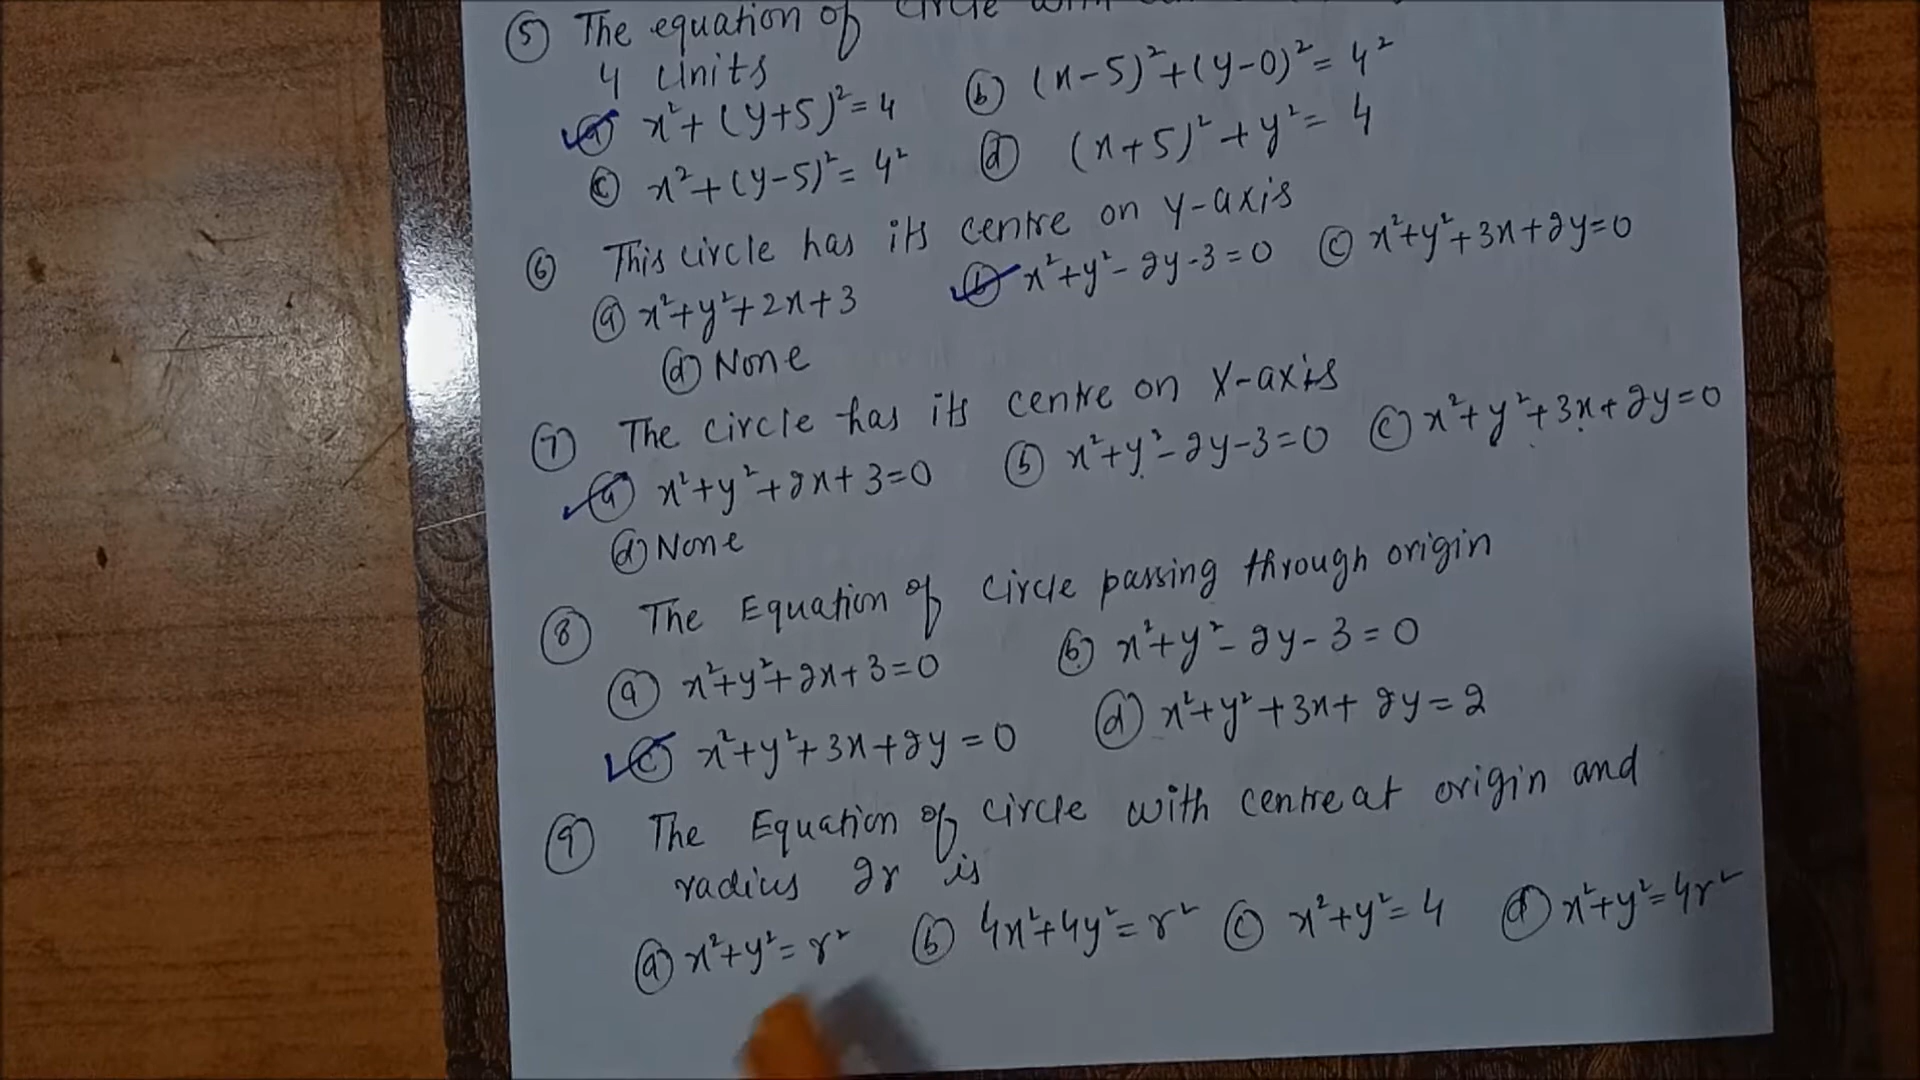 ⑤ The equation of circle with
4 units
ⓐ x²+(y+5)²=4 ⓑ (x-5)²+(y-0)²=4²
ⓒ x²+(y-5)²=4² ⓓ (x+5)²+y²=4
⑥ This circle has its centre on y-axis
ⓐ x²+y²+2x+3 ⓑ x²+y²-2y-3=0 ⓒ x²+y²+3x+2y=0
ⓓ None
⑦ The circle has its centre on X-axis
ⓐ x²+y²+2x+3=0 ⓑ x²+y²-2y-3=0 ⓒ x²+y²+3x+2y=0
ⓓ None
⑧ The Equation of circle passing through origin
ⓐ x²+y²+2x+3=0 ⓑ x²+y²-2y-3=0
ⓒ x²+y²+3x+2y=0 ⓓ x²+y²+3x+2y=2
⑨ The Equation of circle with centre at origin and
radius 2r is
ⓐ x²+y²=r² ⓑ 4x²+4y²=r² ⓒ x²+y²=4 ⓓ x²+y²=4r²